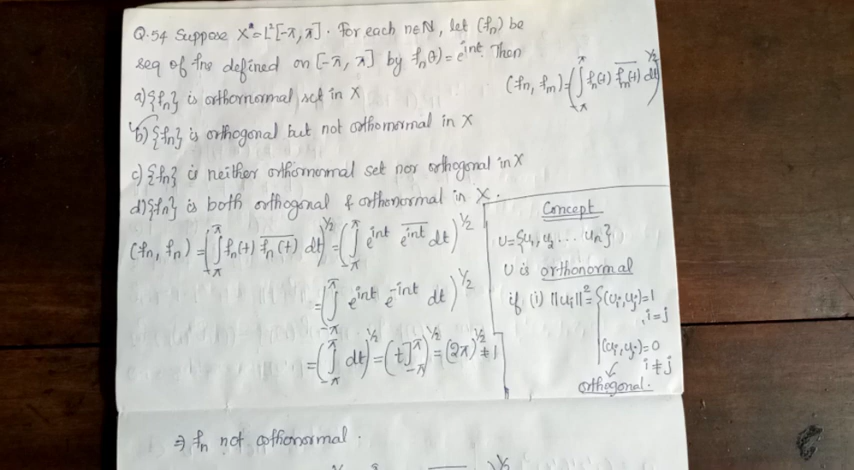 Q.54 Suppose X = L²[-π, π]. For each n∈N, let (fn) be
seq of fns defined on [-π, π] by fn(t) = e^int. Then
(fn, fm) = (∫_{-π}^{π} fn(t) \overline{fm(t)} dt)^{1/2}
a) {fn} is orthornormal set in X
b) {fn} is orthogonal but not orthonormal in X
c) {fn} is neither orthonormal set nor orthogonal in X
d) {fn} is both orthogonal & orthonormal in X.
(fn, fn) = (∫_{-π}^{π} fn(t) \overline{fn(t)} dt)^{1/2} = (∫_{-π}^{π} e^{int} \overline{e^{int}} dt)^{1/2}
= (∫_{-π}^{π} e^{int} e^{-int} dt)^{1/2}
= (∫_{-π}^{π} dt)^{1/2} = (t]_{-π}^{π})^{1/2} = (2π)^{1/2} ≠ 1
Concept
U = {u1, u2 ... un}
U is orthonormal
if (i) ||ui||² = {(ui, uj) = 1
, i = j
(ui, uj) = 0
i ≠ j
orthogonal.
⇒ fn not orthonormal.